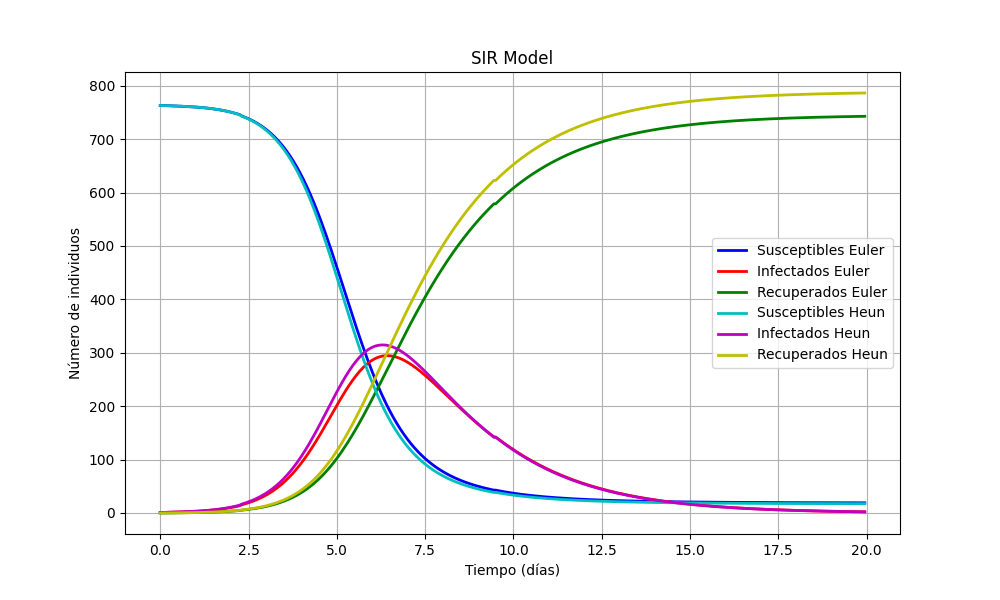 SIR Model
Número de individuos
800
700
600
500
400
300
200
100
0
Susceptibles Euler
Infectados Euler
Recuperados Euler
Susceptibles Heun
Infectados Heun
Recuperados Heun
0.0 2.5 5.0 7.5 10.0 12.5 15.0 17.5 20.0
Tiempo (días)